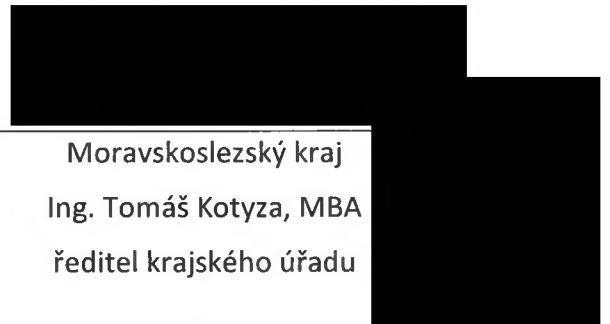 Moravskoslezský kraj
Ing. Tomáš Kotyza, MBA
ředitel krajského úřadu